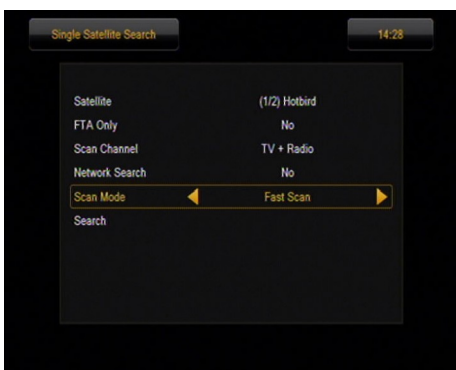 Single Satellite Search 14:28
Satellite (1/2) Hotbird
FTA Only No
Scan Channel TV + Radio
Network Search No
Scan Mode Fast Scan
Search